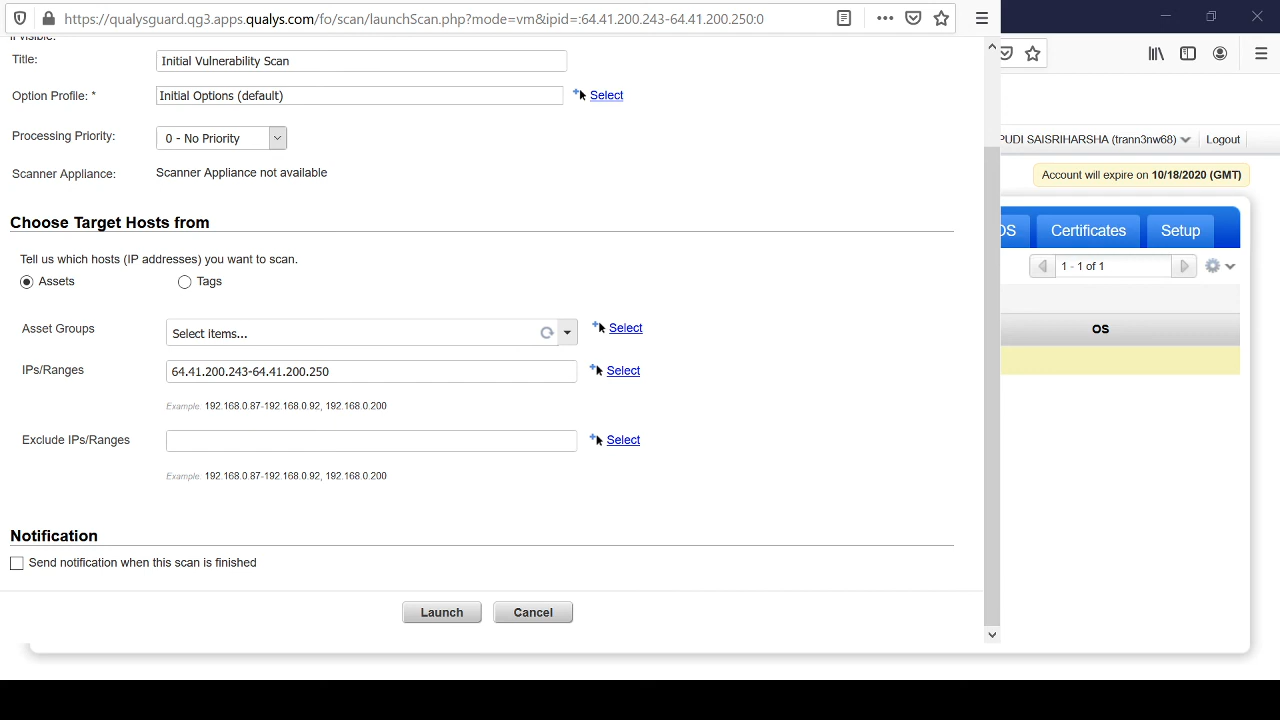 https://qualysguard.qg3.apps.qualys.com/fo/scan/launchScan.php?mode=vm&ipid=:64.41.200.243-64.41.200.250:0
Title:
Initial Vulnerability Scan
Option Profile: *
Initial Options (default)
Select
Processing Priority:
0 - No Priority
Scanner Appliance:
Scanner Appliance not available
Choose Target Hosts from
Tell us which hosts (IP addresses) you want to scan.
Assets
Tags
Asset Groups
Select items...
Select
IPs/Ranges
64.41.200.243-64.41.200.250
Select
Example: 192.168.0.87-192.168.0.92, 192.168.0.200
Exclude IPs/Ranges
Select
Example: 192.168.0.87-192.168.0.92, 192.168.0.200
Notification
Send notification when this scan is finished
Launch
Cancel
PUDI SAISRIHARSHA (trann3nw68)
Logout
Account will expire on 10/18/2020 (GMT)
Certificates
Setup
1 - 1 of 1
OS